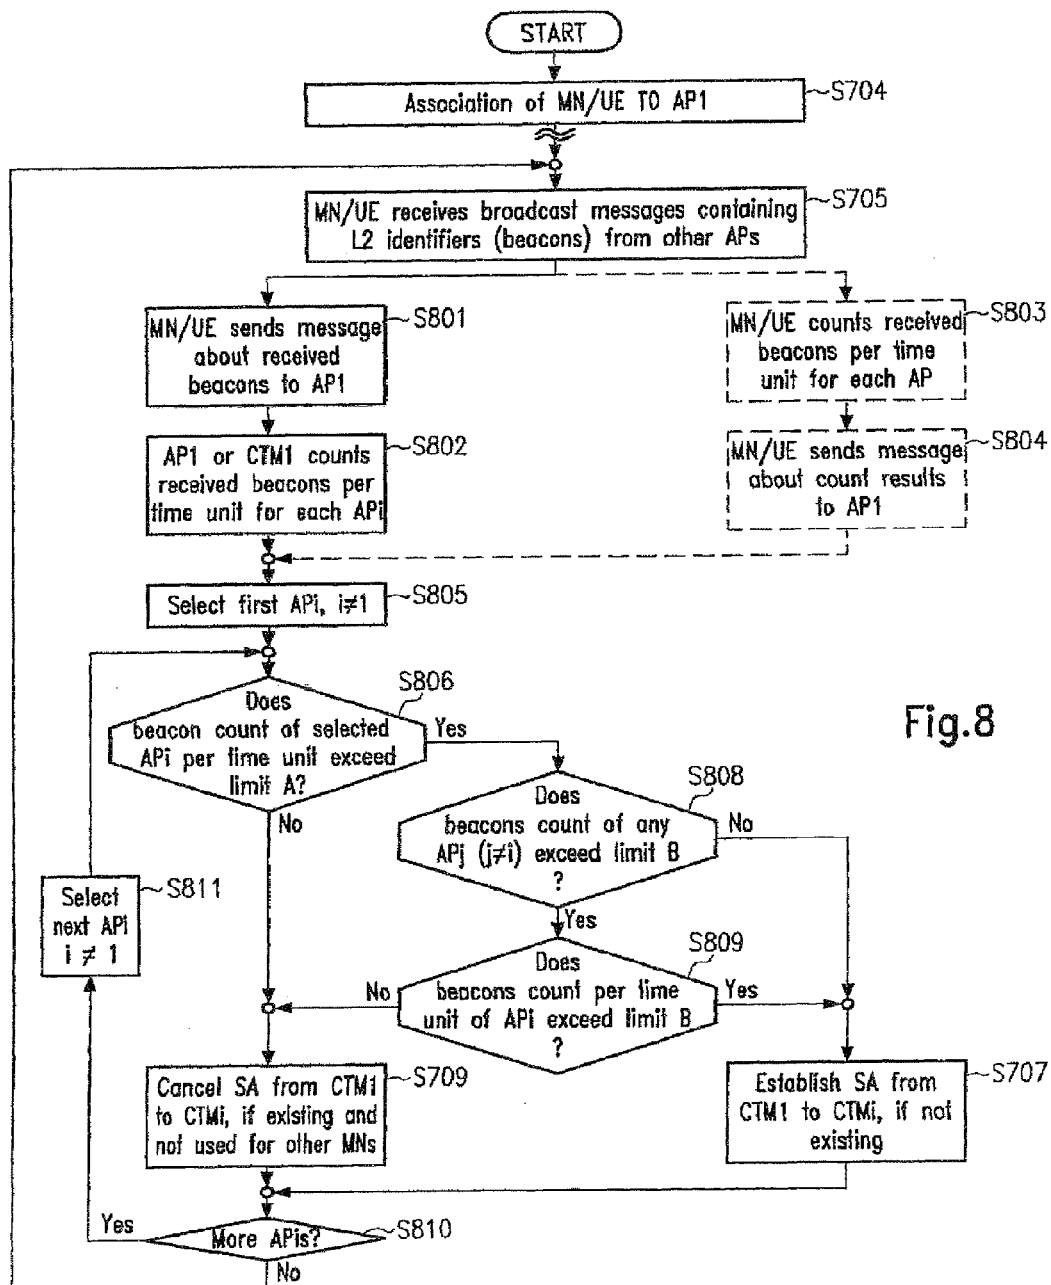 START
Association of MN/UE TO AP1
S704
MN/UE receives broadcast messages containing
L2 identifiers (beacons) from other APs
S705
MN/UE sends message
about received
beacons to AP1
S801
MN/UE counts received
beacons per time
unit for each AP
S803
AP1 or CTM1 counts
received beacons per
time unit for each APi
S802
MN/UE sends message
about count results
to AP1
S804
Select first APi, i≠1
S805
Does
beacon count of selected
APi per time unit exceed
limit A?
S806
Yes
No
Fig.8
Does
beacons count of any
APj (j≠i) exceed limit B
?
S808
No
Yes
Select
next APi
i ≠ 1
S811
Does
beacons count per time
unit of APi exceed limit B
?
S809
No
Yes
Cancel SA from CTM1
to CTMi, if existing and
not used for other MNs
S709
Establish SA from
CTM1 to CTMi, if not
existing
S707
More APis?
S810
Yes
No